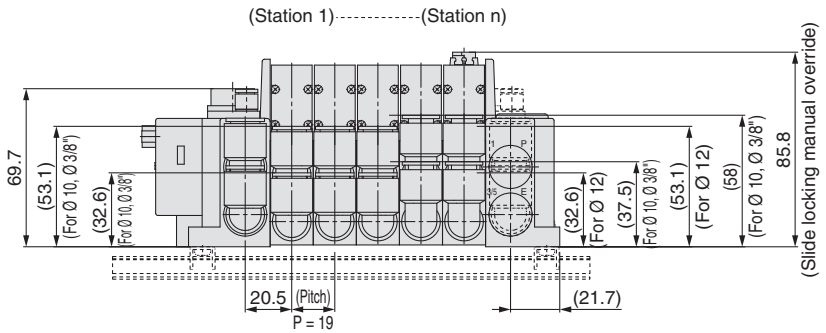 (Station 1)----------(Station n)
69.7
(53.1)
(For Ø 10, Ø 3/8")
(32.6)
(For Ø 10, Ø 3/8")
1
P
3/5
E
(32.6)
(For Ø 12)
(37.5)
(For Ø 10, Ø 3/8")
(53.1)
(For Ø 12)
(58)
(For Ø 10, Ø 3/8")
85.8
(Slide locking manual override)
20.5
(Pitch)
P = 19
(21.7)